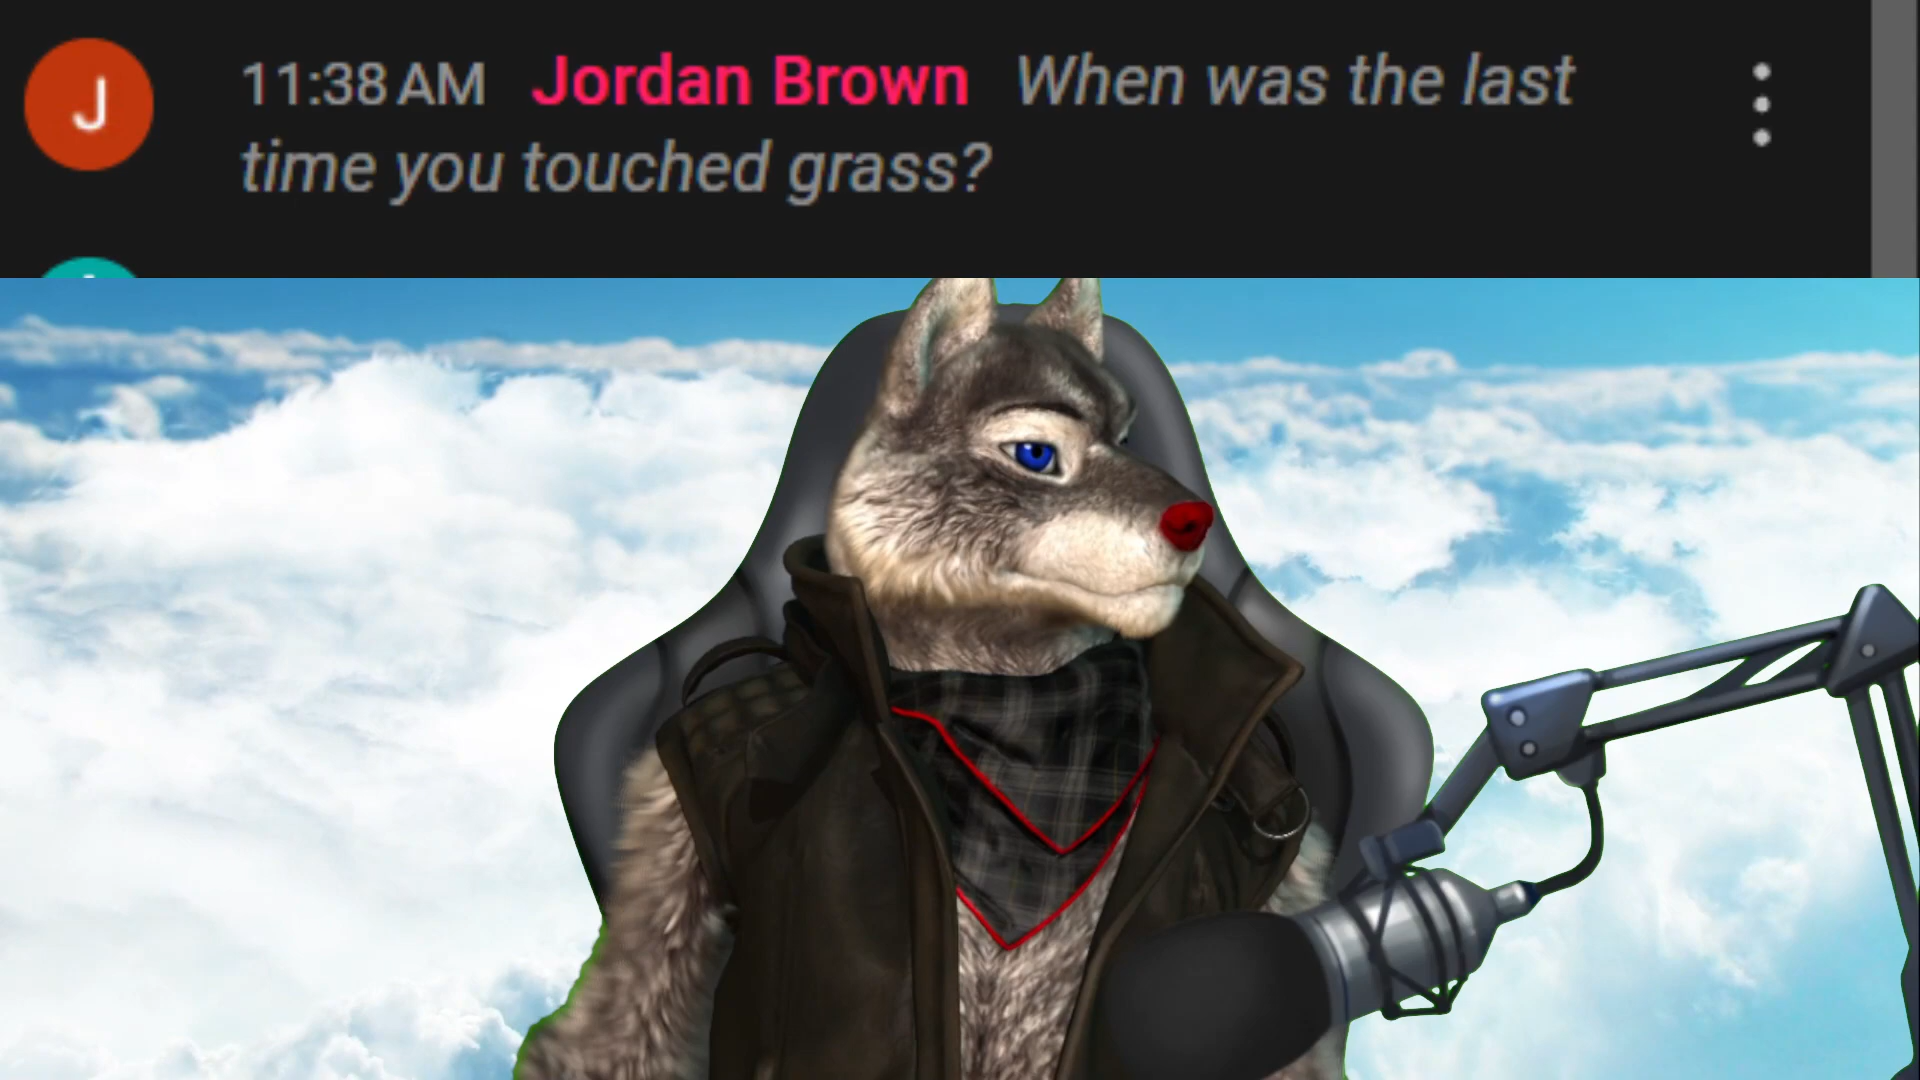 J 11:38 AM Jordan Brown When was the last
time you touched grass?